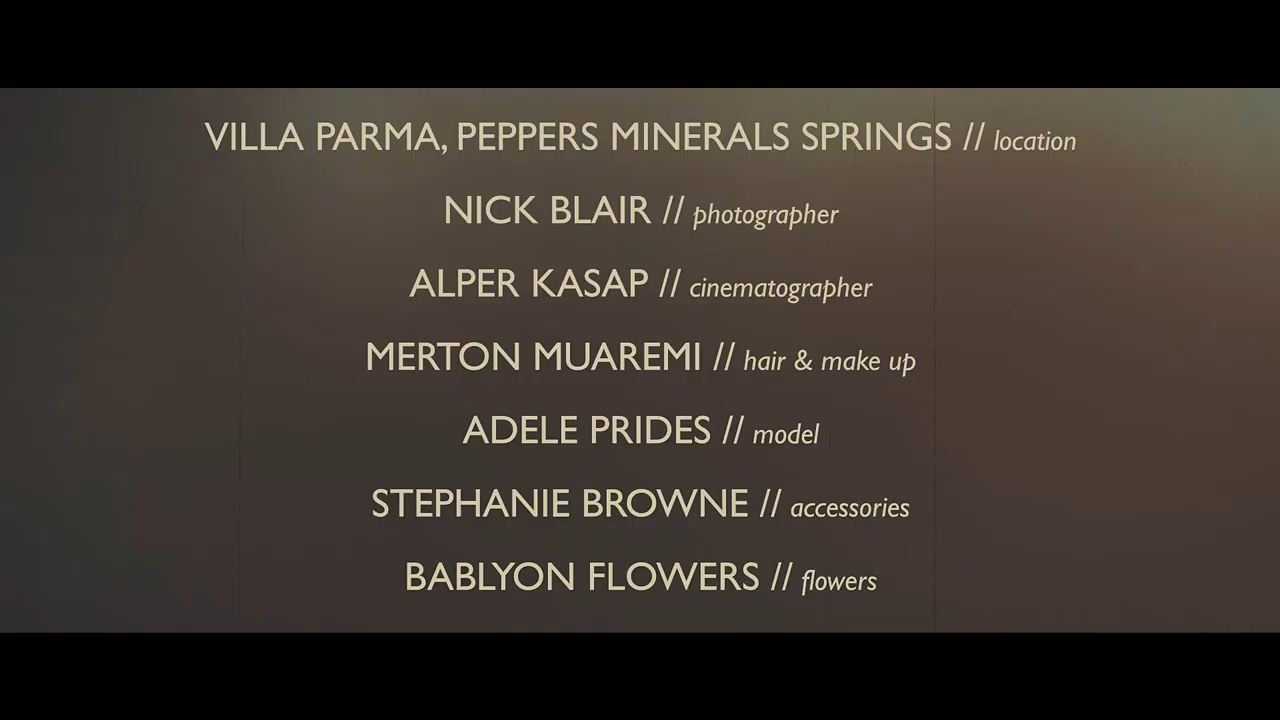 VILLA PARMA, PEPPERS MINERALS SPRINGS // location
NICK BLAIR // photographer
ALPER KASAP // cinematographer
MERTON MUAREMI // hair & make up
ADELE PRIDES // model
STEPHANIE BROWNE // accessories
BABLYON FLOWERS // flowers